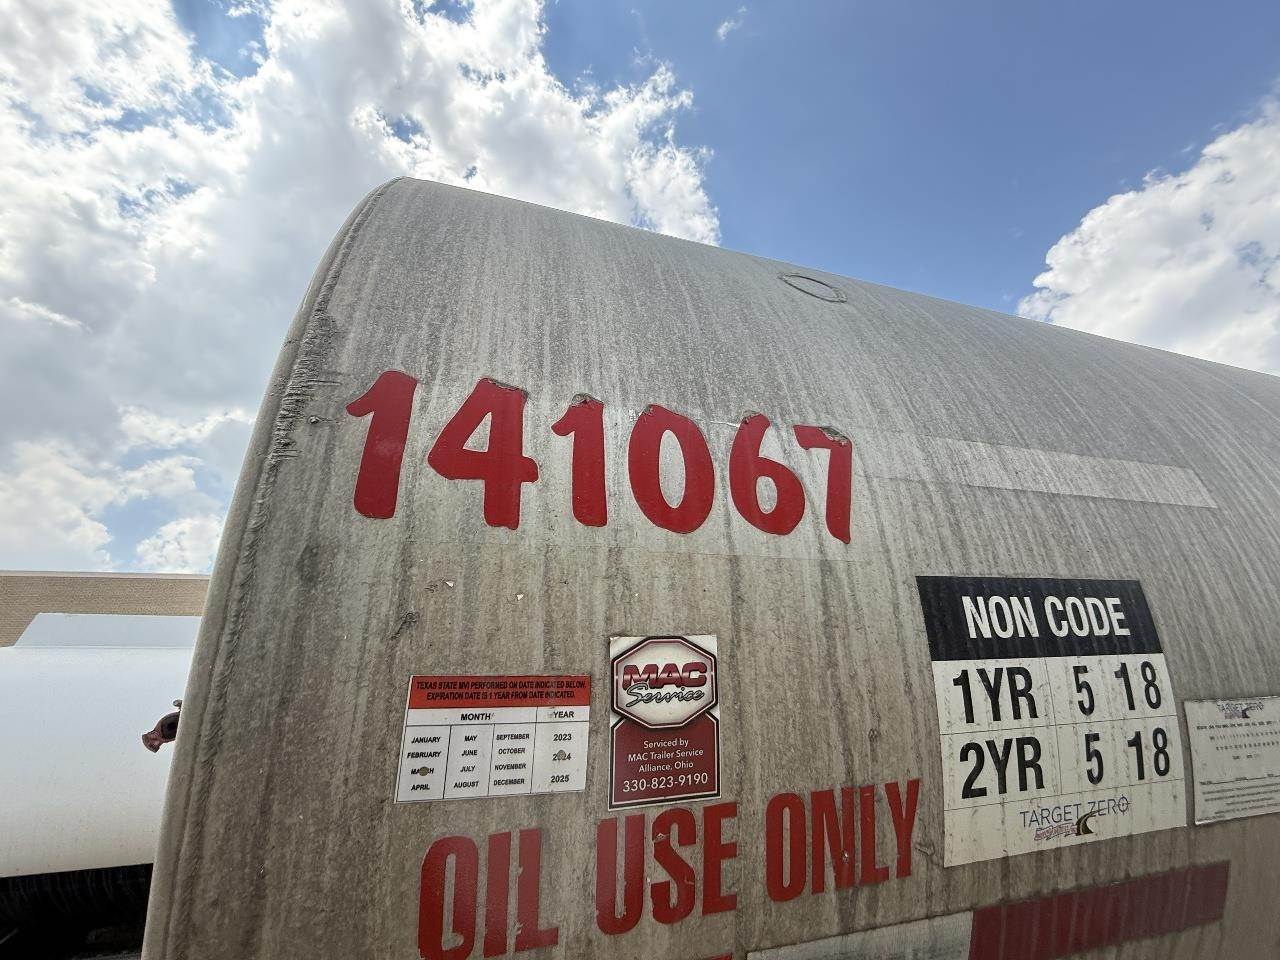 141067
NON CODE
1YR 5 18
2YR 5 18
TARGET ZERO
TEXAS STATE MVI PERFORMED ON DATE INDICATED BELOW.
EXPIRATION DATE IS 1 YEAR FROM DATE INDICATED.
MONTH YEAR
JANUARY MAY SEPTEMBER 2023
FEBRUARY JUNE OCTOBER 2024
MARCH JULY NOVEMBER 2025
APRIL AUGUST DECEMBER
MAC
Service
Serviced by
MAC Trailer Service
Alliance, Ohio
330-823-9190
TARGET ZERO
OIL USE ONLY